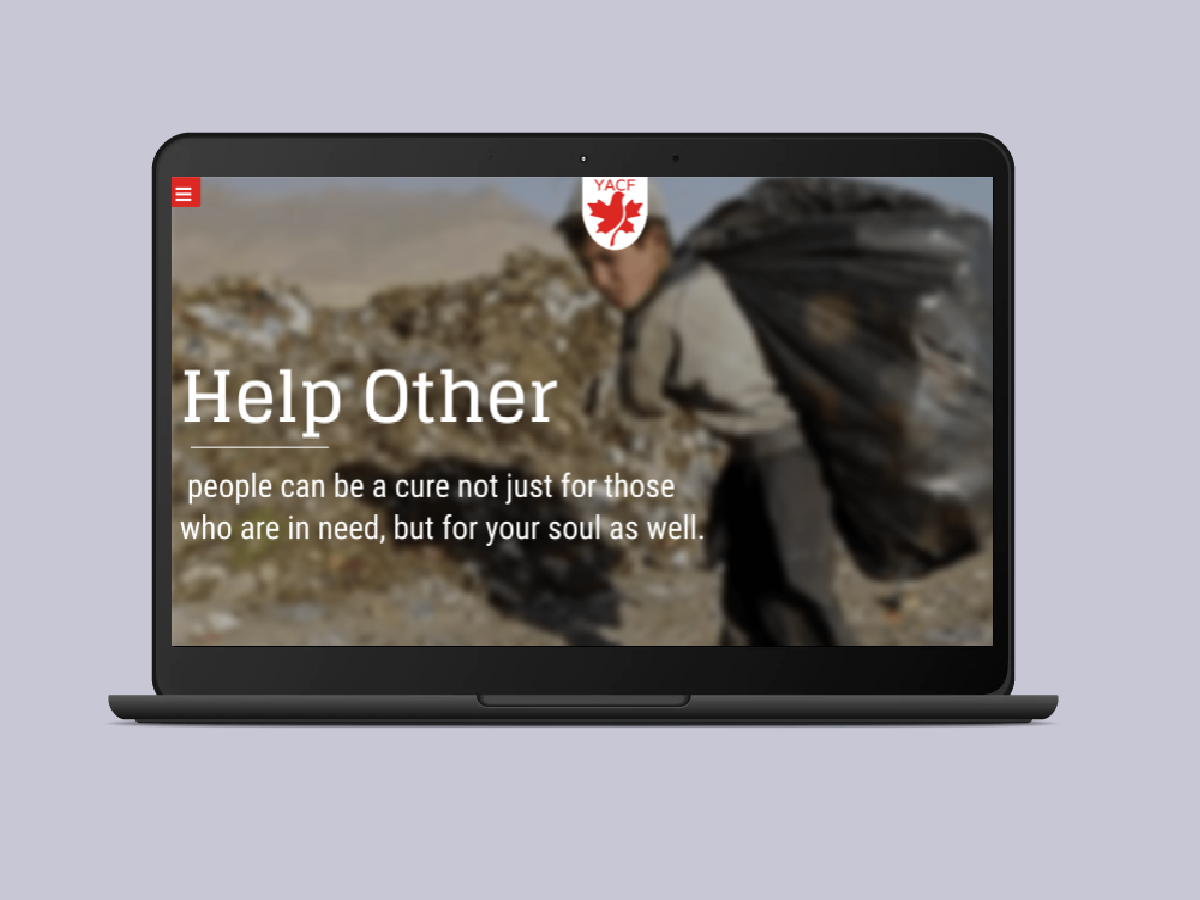 YACF
Help Other
people can be a cure not just for those
who are in need, but for your soul as well.